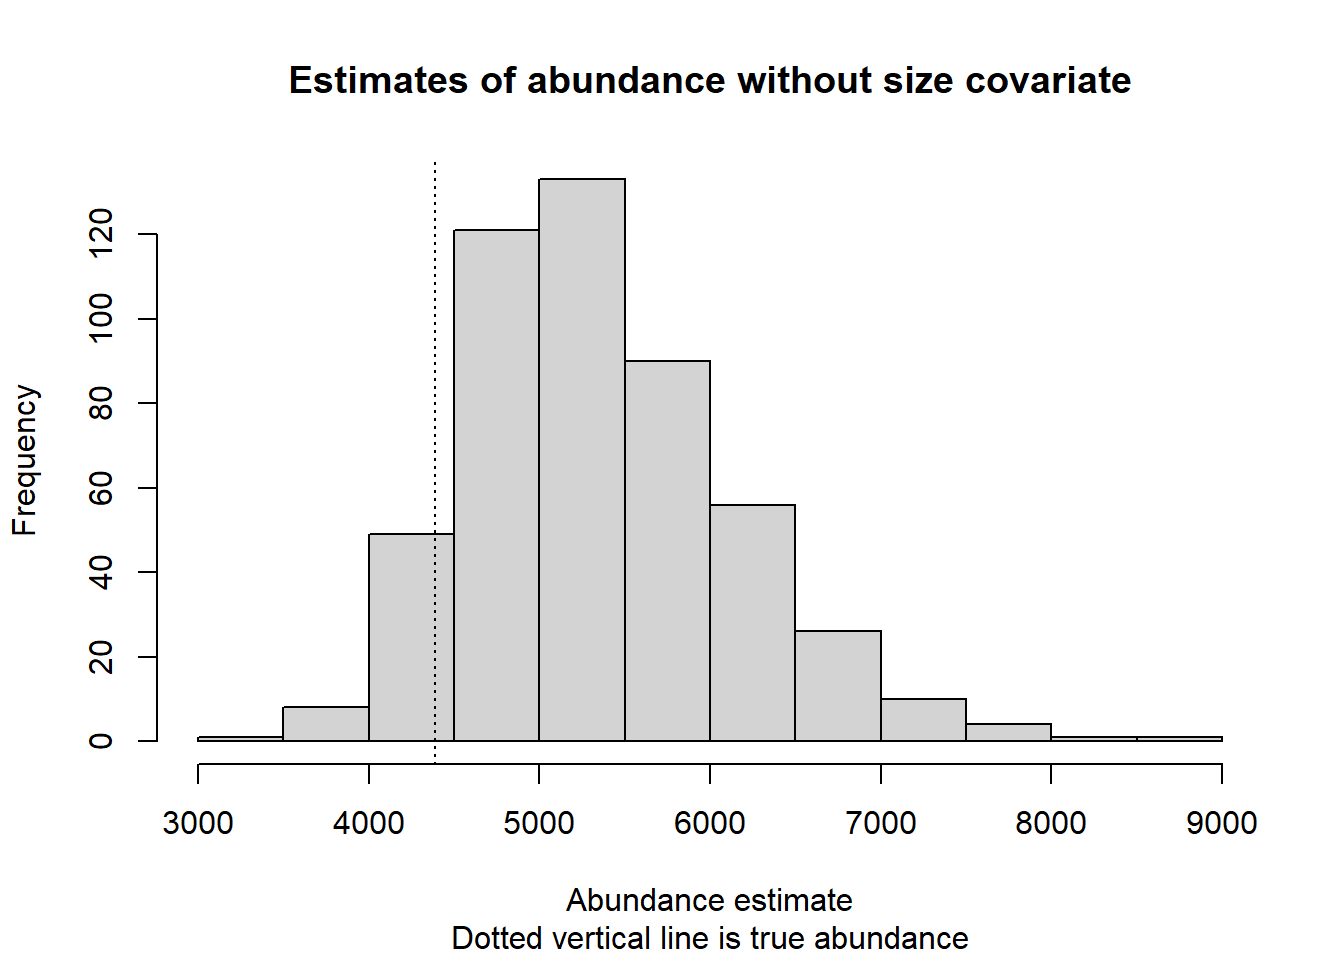 Estimates of abundance without size covariate
120
100
80
60
40
20
0
Frequency
3000 4000 5000 6000 7000 8000 9000
Abundance estimate
Dotted vertical line is true abundance